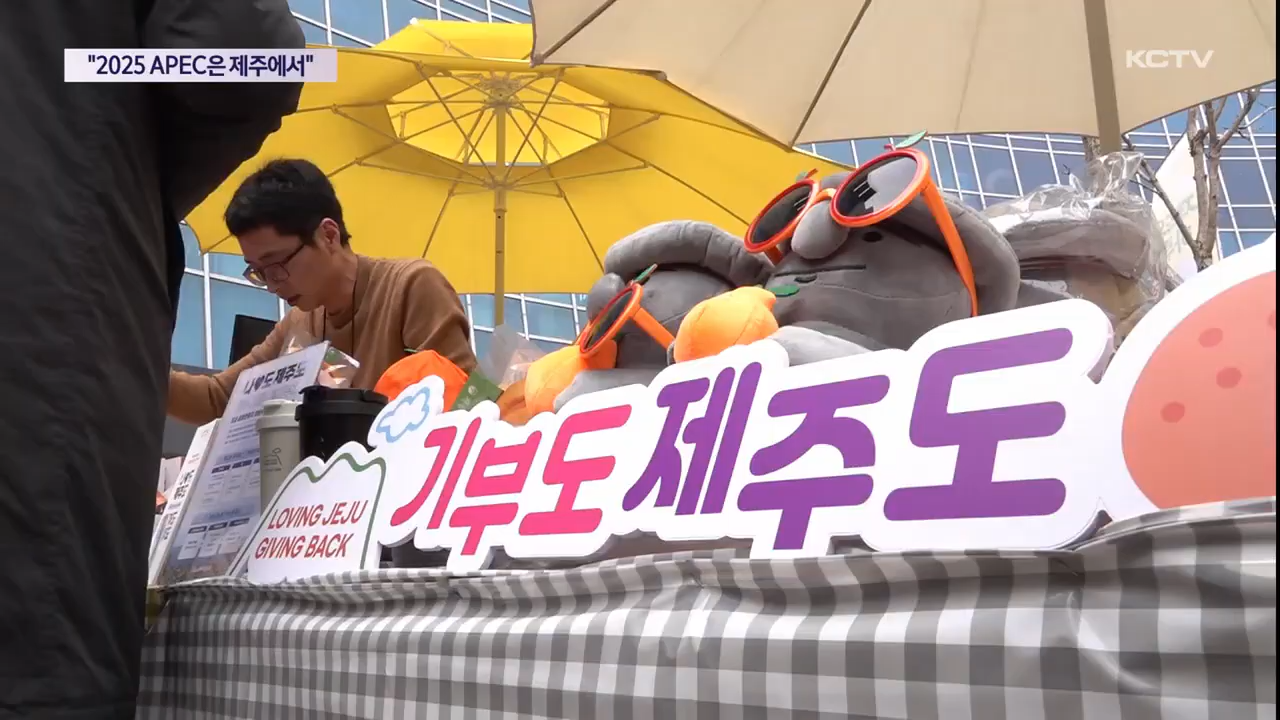 "2025 APEC은 제주에서"
KCTV
나부도 제주도
LOVING JEJU
GIVING BACK
기부도 제주도